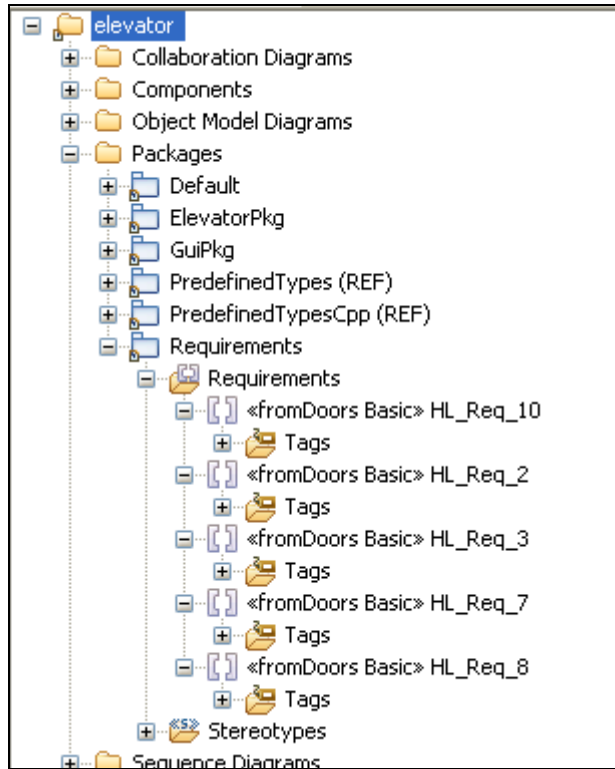 elevator
Collaboration Diagrams
Components
Object Model Diagrams
Packages
Default
ElevatorPkg
GuiPkg
PredefinedTypes (REF)
PredefinedTypesCpp (REF)
Requirements
Requirements
«fromDoors Basic» HL_Req_10
Tags
«fromDoors Basic» HL_Req_2
Tags
«fromDoors Basic» HL_Req_3
Tags
«fromDoors Basic» HL_Req_7
Tags
«fromDoors Basic» HL_Req_8
Tags
«S» Stereotypes
Sequence Diagrams